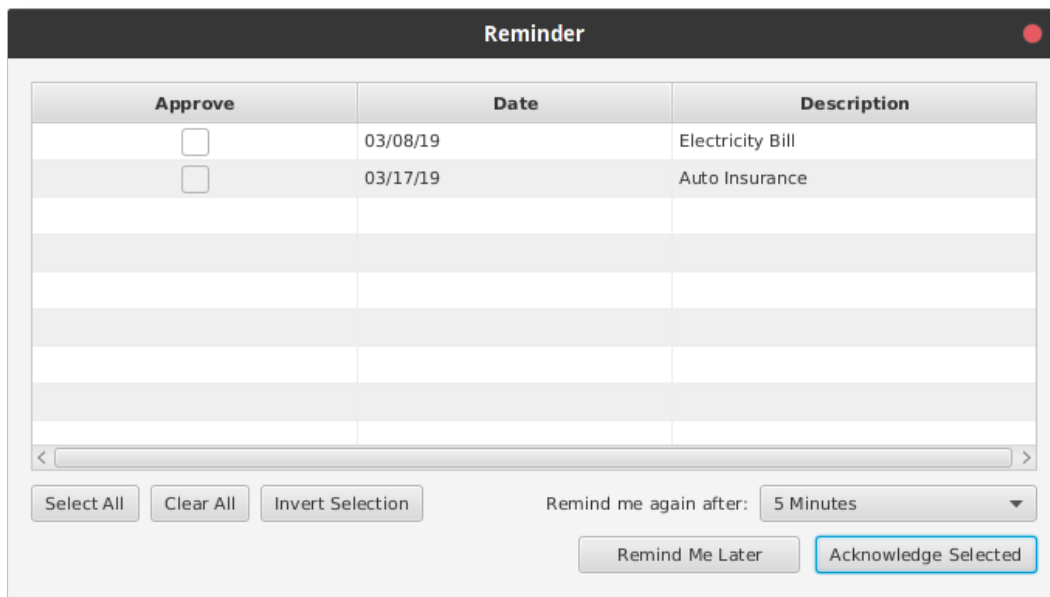 Reminder
Approve Date Description
03/08/19 Electricity Bill
03/17/19 Auto Insurance
Select All Clear All Invert Selection Remind me again after: 5 Minutes
Remind Me Later Acknowledge Selected